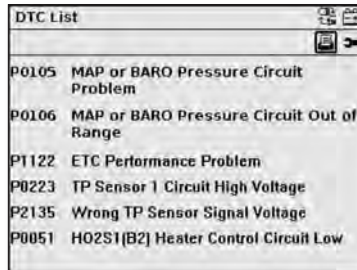 DTC List
P0105 MAP or BARO Pressure Circuit
Problem
P0106 MAP or BARO Pressure Circuit Out of
Range
P1122 ETC Performance Problem
P0223 TP Sensor 1 Circuit High Voltage
P2135 Wrong TP Sensor Signal Voltage
P0051 HO2S1(B2) Heater Control Circuit Low